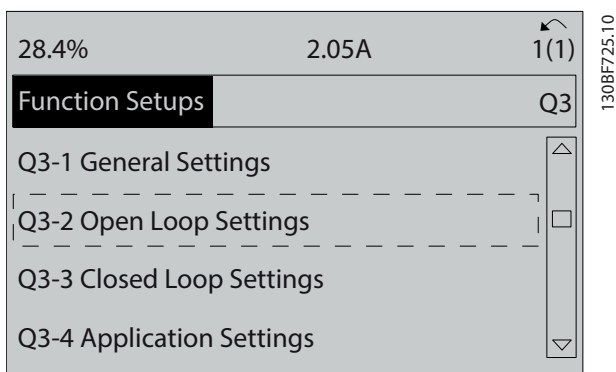 28.4% 2.05A 1(1)
Function Setups Q3
Q3-1 General Settings
Q3-2 Open Loop Settings
Q3-3 Closed Loop Settings
Q3-4 Application Settings
130BF725.10